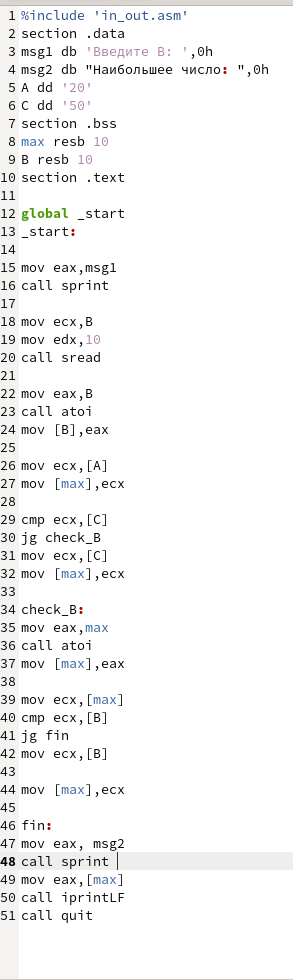 1 %include 'in_out.asm'
2 section .data
3 msg1 db 'Введите B: ',0h
4 msg2 db "Наибольшее число: ",0h
5 A dd '20'
6 C dd '50'
7 section .bss
8 max resb 10
9 B resb 10
10 section .text
11
12 global _start
13 _start:
14
15 mov eax,msg1
16 call sprint
17
18 mov ecx,B
19 mov edx,10
20 call sread
21
22 mov eax,B
23 call atoi
24 mov [B],eax
25
26 mov ecx,[A]
27 mov [max],ecx
28
29 cmp ecx,[C]
30 jg check_B
31 mov ecx,[C]
32 mov [max],ecx
33
34 check_B:
35 mov eax,max
36 call atoi
37 mov [max],eax
38
39 mov ecx,[max]
40 cmp ecx,[B]
41 jg fin
42 mov ecx,[B]
43
44 mov [max],ecx
45
46 fin:
47 mov eax, msg2
48 call sprint
49 mov eax,[max]
50 call iprintLF
51 call quit